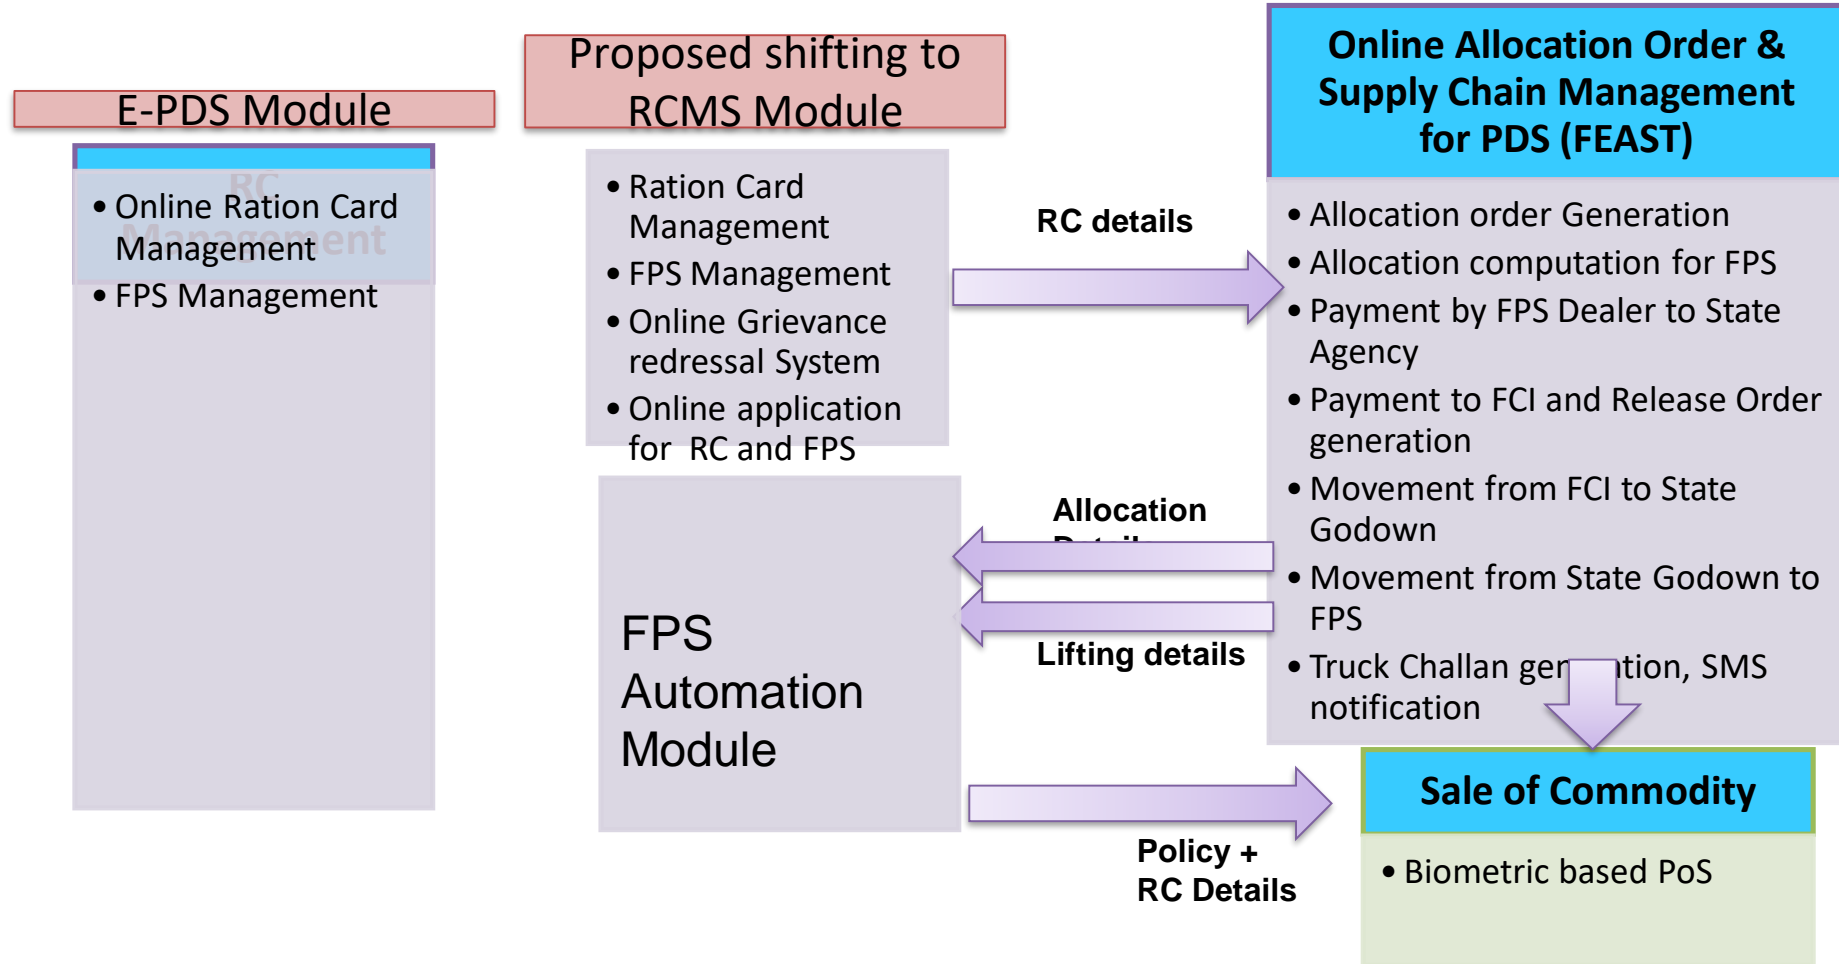 E-PDS Module
RC
Management
• Online Ration Card
Management
• FPS Management
Proposed shifting to
RCMS Module
• Ration Card
Management
• FPS Management
• Online Grievance
redressal System
• Online application
for RC and FPS
FPS
Automation
Module
RC details
Allocation
Details
Lifting details
Policy +
RC Details
Online Allocation Order &
Supply Chain Management
for PDS (FEAST)
• Allocation order Generation
• Allocation computation for FPS
• Payment by FPS Dealer to State
Agency
• Payment to FCI and Release Order
generation
• Movement from FCI to State
Godown
• Movement from State Godown to
FPS
• Truck Challan generation, SMS
notification
Sale of Commodity
• Biometric based PoS